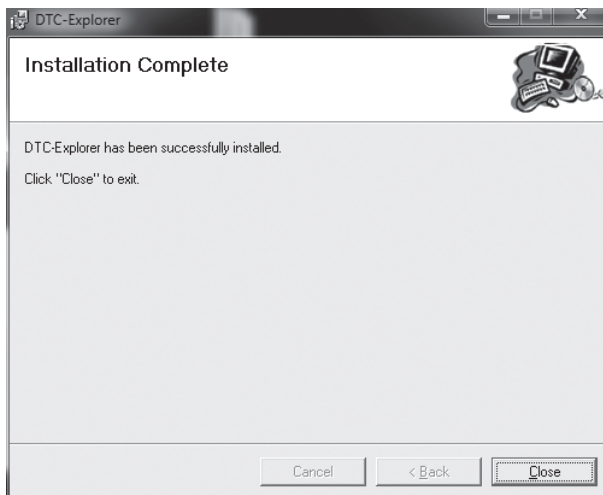 DTC-Explorer
Installation Complete
DTC-Explorer has been successfully installed.
Click "Close" to exit.
Cancel
< Back
Close